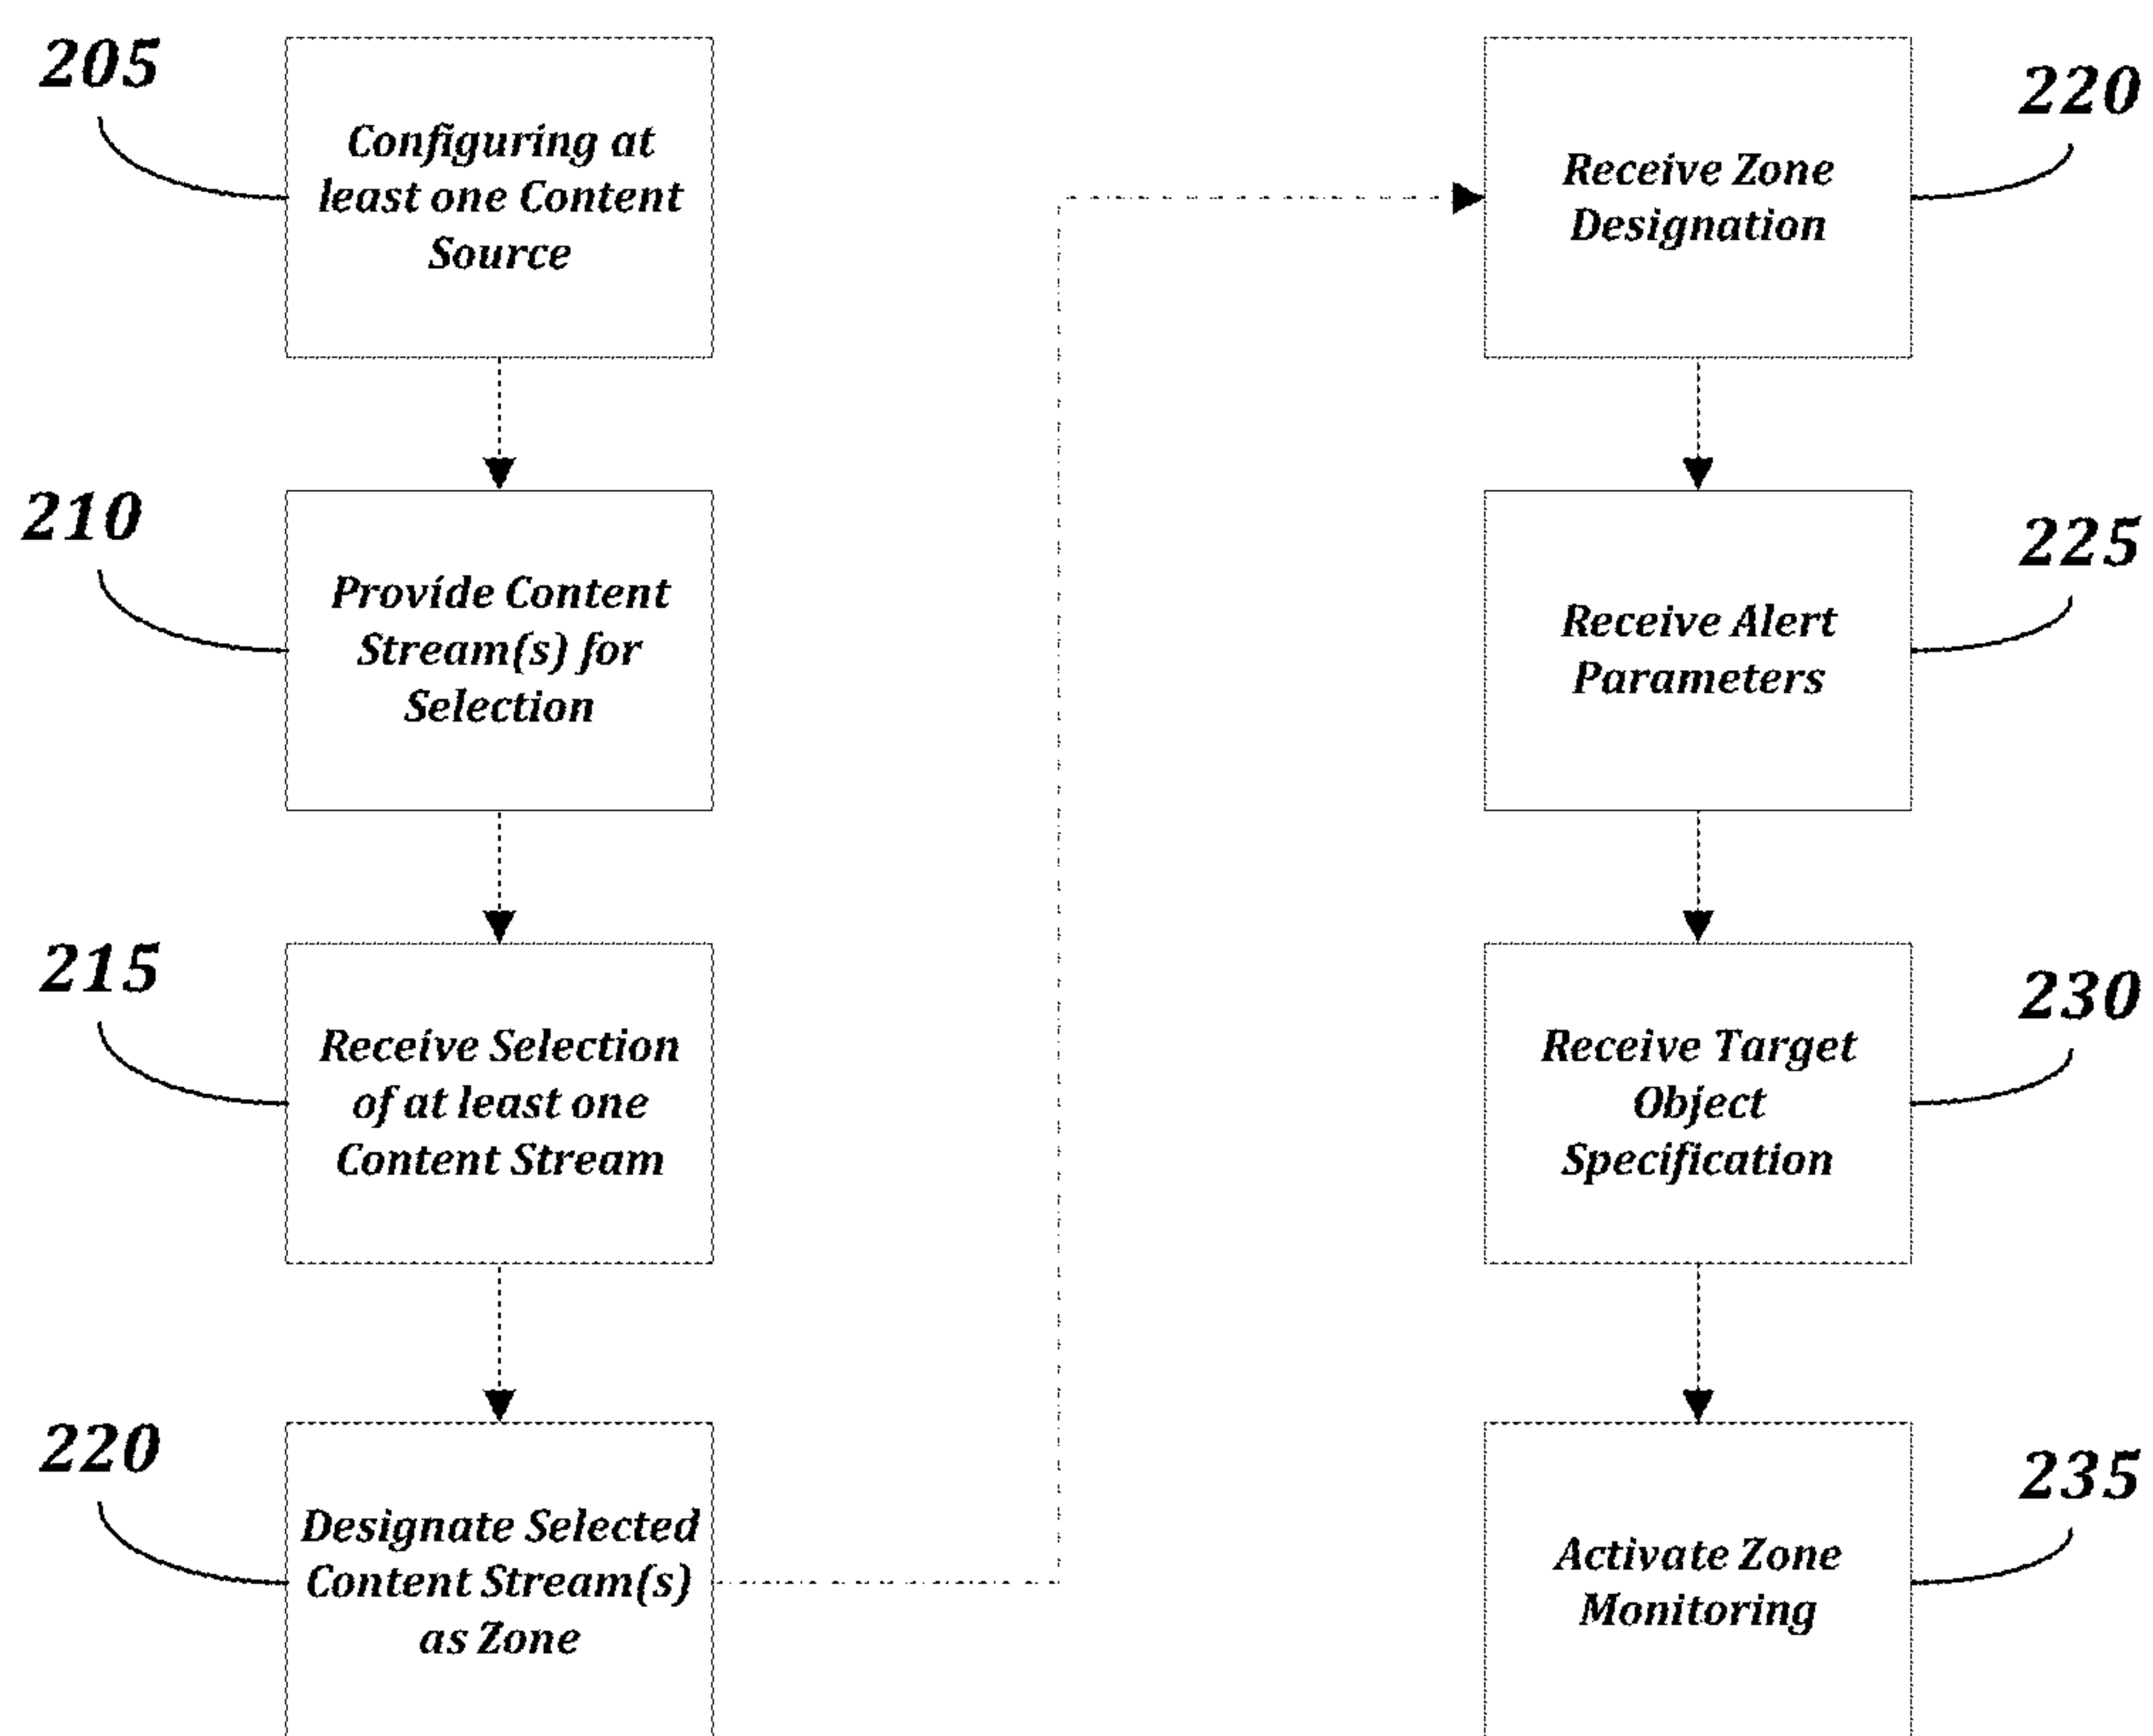 205
Configuring at
least one Content
Source
210
Provide Content
Stream(s) for
Selection
215
Receive Selection
of at least one
Content Stream
220
Designate Selected
Content Stream(s)
as Zone
220
Receive Zone
Designation
225
Receive Alert
Parameters
230
Receive Target
Object
Specification
235
Activate Zone
Monitoring